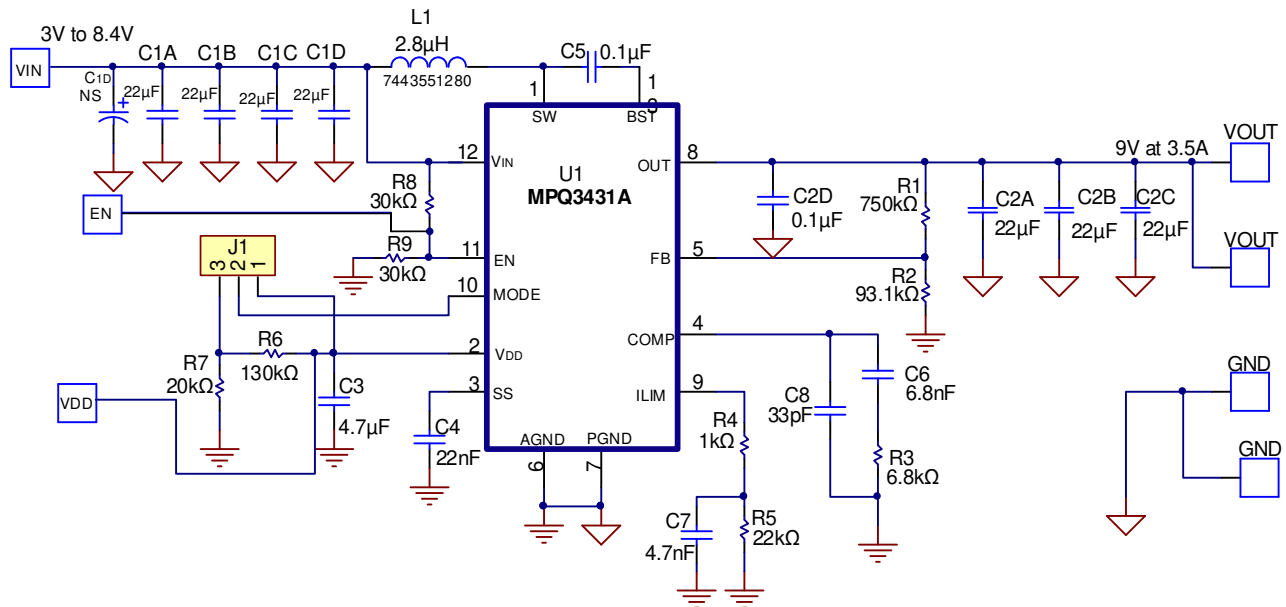 3V to 8.4V
L1
2.8µH
7443551280
C5
0.1µF
VIN
C1D
NS
+
C1A
22µF
C1B
22µF
C1C
22µF
C1D
22µF
1
SW
1
3
BST
12
VIN
U1
MPQ3431A
OUT
8
9V at 3.5A
VOUT
VOUT
R8
30kΩ
EN
R9
30kΩ
11
EN
J1
3
2
1
10
MODE
C2D
0.1µF
R1
750kΩ
C2A
22µF
C2B
22µF
C2C
22µF
FB
5
R2
93.1kΩ
R6
130kΩ
R7
20kΩ
2
VDD
COMP
4
VDD
C3
4.7µF
3
SS
C4
22nF
ILIM
9
R4
1kΩ
C8
33pF
C6
6.8nF
R3
6.8kΩ
GND
GND
AGND
PGND
6
7
C7
4.7nF
R5
22kΩ